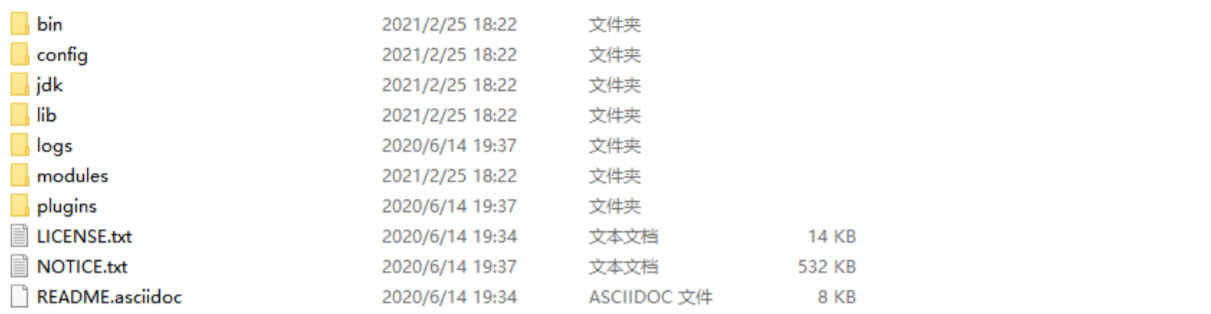 bin 2021/2/25 18:22 文件夹
config 2021/2/25 18:22 文件夹
jdk 2021/2/25 18:22 文件夹
lib 2021/2/25 18:22 文件夹
logs 2020/6/14 19:37 文件夹
modules 2021/2/25 18:22 文件夹
plugins 2020/6/14 19:37 文件夹
LICENSE.txt 2020/6/14 19:34 文本文档 14 KB
NOTICE.txt 2020/6/14 19:37 文本文档 532 KB
README.asciidoc 2020/6/14 19:34 ASCIIDOC 文件 8 KB